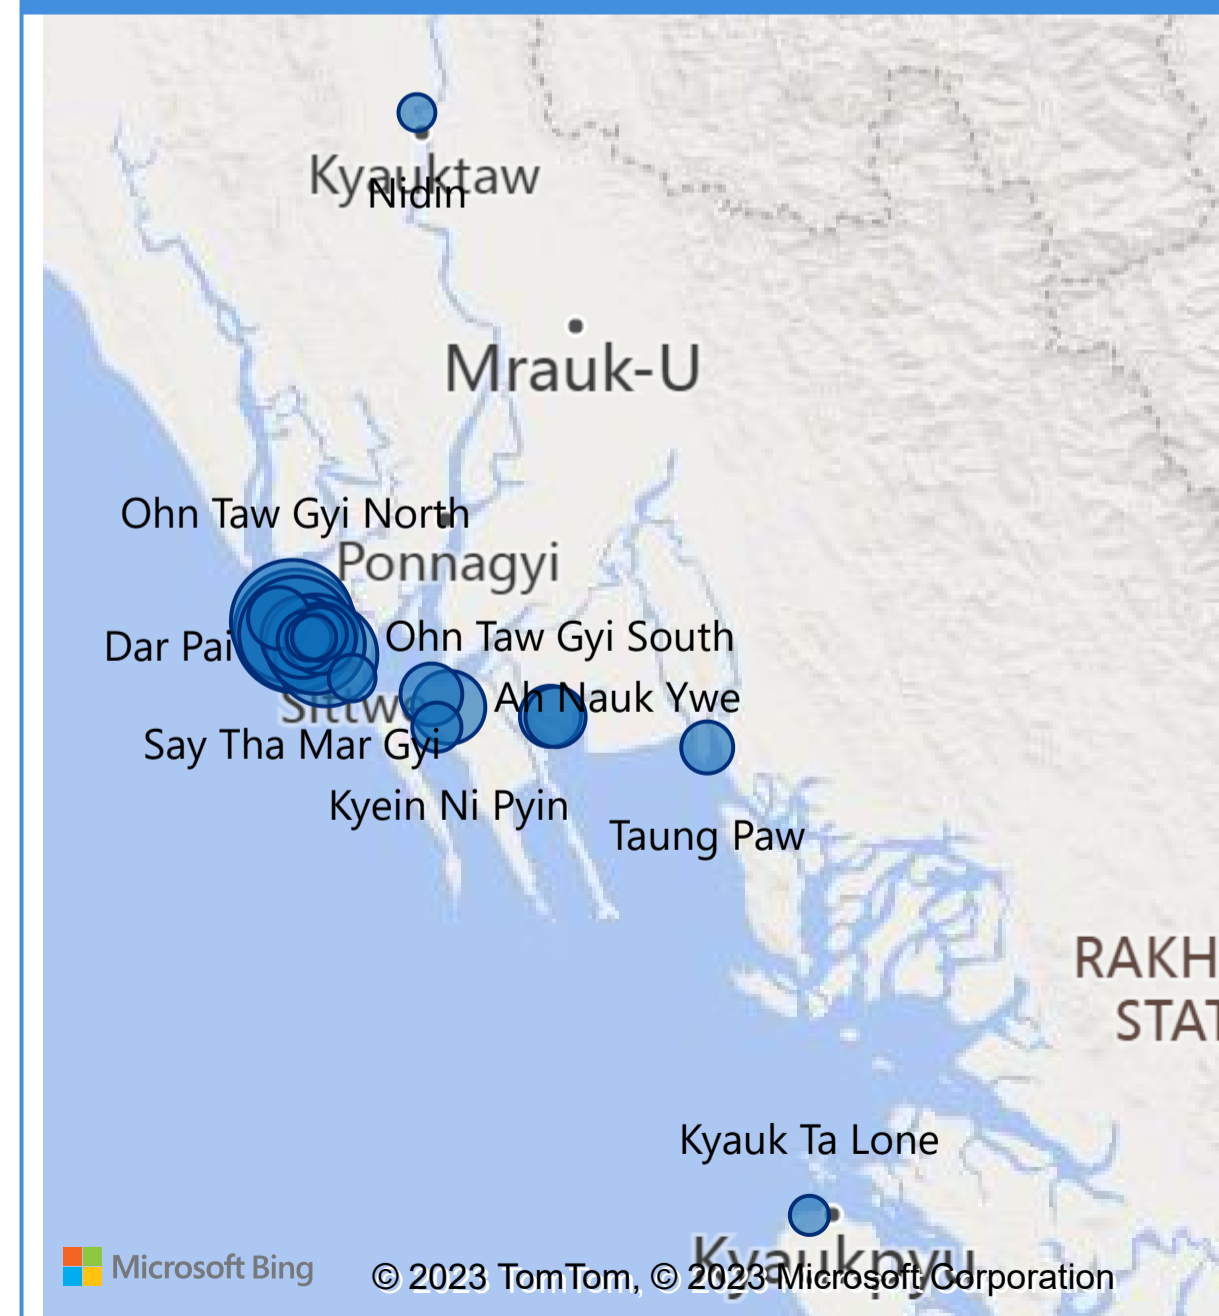 Kyauktaw
Nidin
Mrauk-U
Ohn Taw Gyi North
Ponnagyi
Dar Pai
Ohn Taw Gyi South
Sittwe
Ah Nauk Ywe
Say Tha Mar Gyi
Kyein Ni Pyin
Taung Paw
RAKH
STAT
Kyauk Ta Lone
Kyaukpyu
Microsoft Bing
© 2023 TomTom, © 2023 Microsoft Corporation